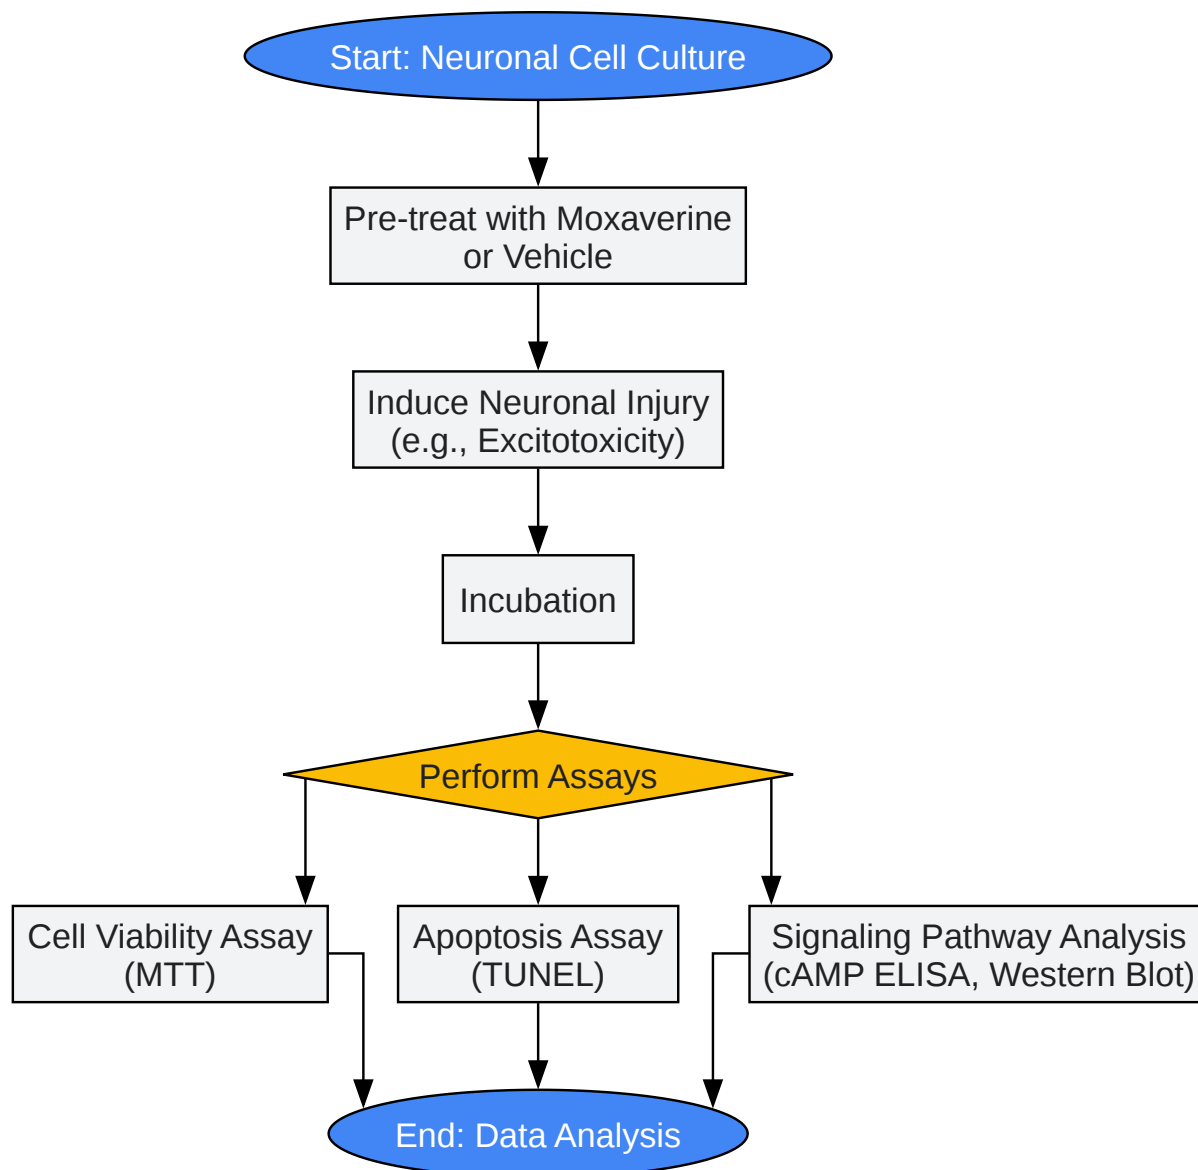 Start: Neuronal Cell Culture
Pre-treat with Moxaverine
or Vehicle
Induce Neuronal Injury
(e.g., Excitotoxicity)
Incubation
Perform Assays
Cell Viability Assay
(MTT)
Apoptosis Assay
(TUNEL)
Signaling Pathway Analysis
(cAMP ELISA, Western Blot)
End: Data Analysis